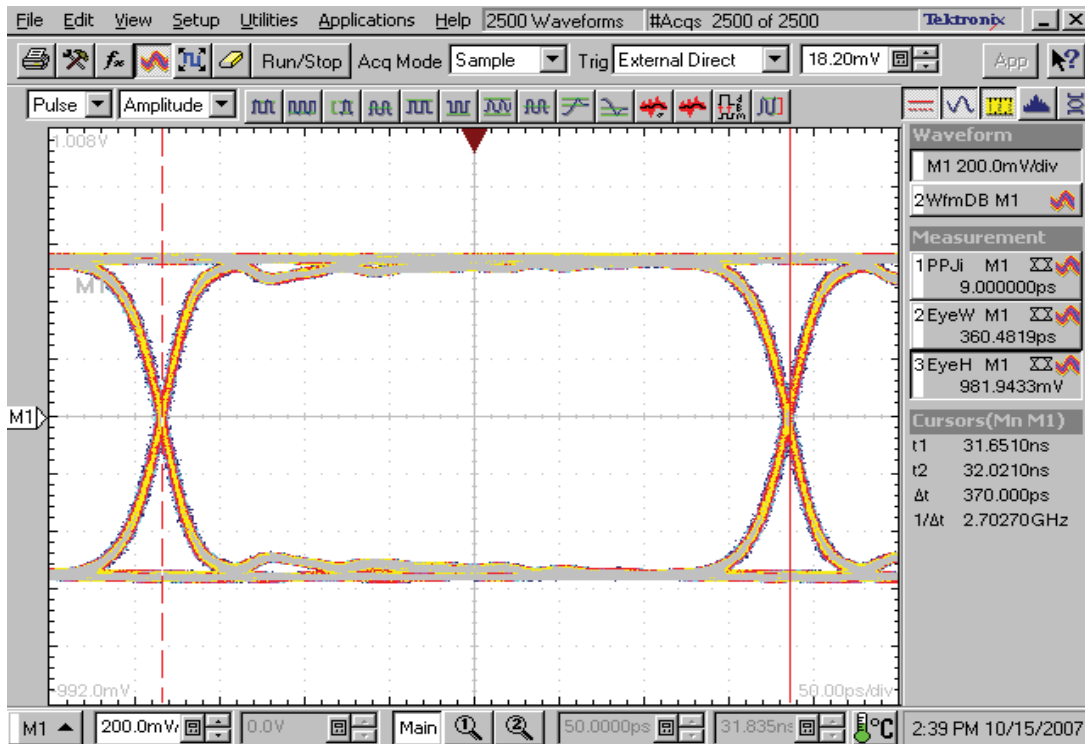 File Edit View Setup Utilities Applications Help 2500 Waveforms #Acqs 2500 of 2500 Tektronix
Run/Stop Acq Mode Sample Trig External Direct 18.20mV App
Pulse Amplitude
1.008V
M1
M1
-992.0mV
50.00ps/div
Waveform
M1 200.0mV/div
2WfmDB M1
Measurement
1PPJi M1
9.000000ps
2EyeW M1
360.4819ps
3EyeH M1
981.9433mV
Cursors(Mn M1)
t1 31.6510ns
t2 32.0210ns
Δt 370.000ps
1/Δt 2.70270GHz
M1 200.0mV/ 0.0V Main 1 2 50.0000ps 31.835ns °C 2:39 PM 10/15/2007